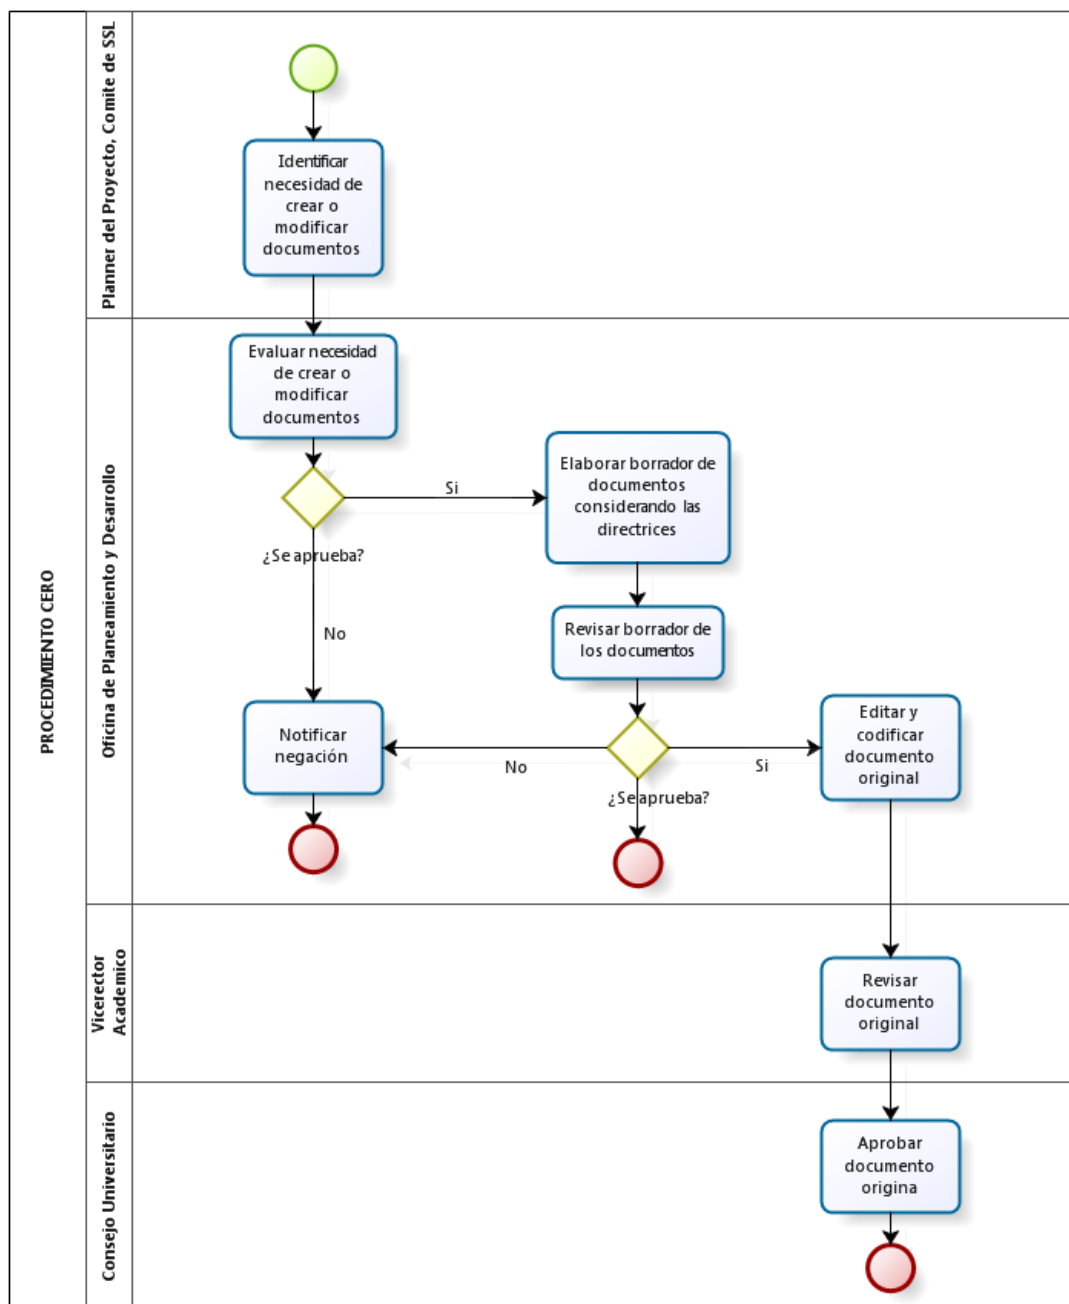 PROCEDIMIENTO CERO
Planner del Proyecto, Comite de SSL
Identificar
necesidad de
crear o
modificar
documentos
Oficina de Planeamiento y Desarrollo
Evaluar necesidad
de crear o
modificar
documentos
¿Se aprueba?
Si
No
Elaborar borrador de
documentos
considerando las
directrices
Revisar borrador de
los documentos
¿Se aprueba?
No
Si
Notificar
negación
Editar y
codificar
documento
original
Vicerector
Academico
Revisar
documento
original
Consejo Universitario
Aprobar
documento
origina